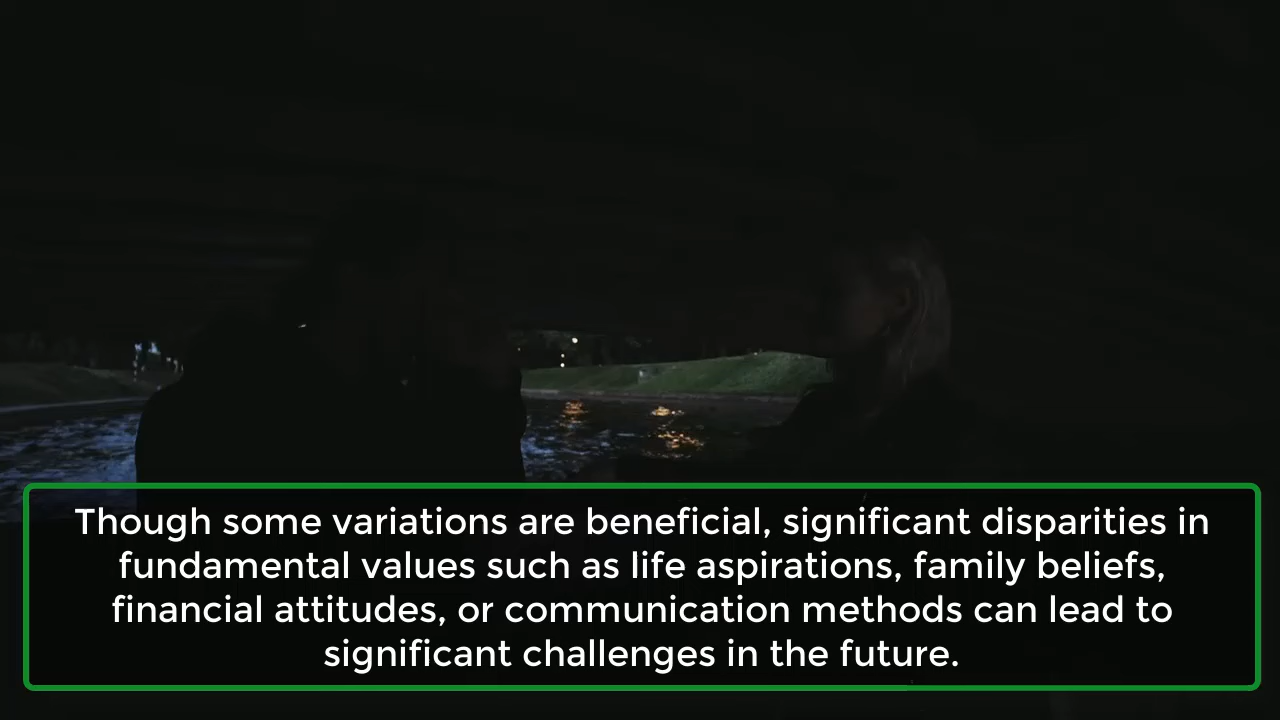 Though some variations are beneficial, significant disparities in
fundamental values such as life aspirations, family beliefs,
financial attitudes, or communication methods can lead to
significant challenges in the future.